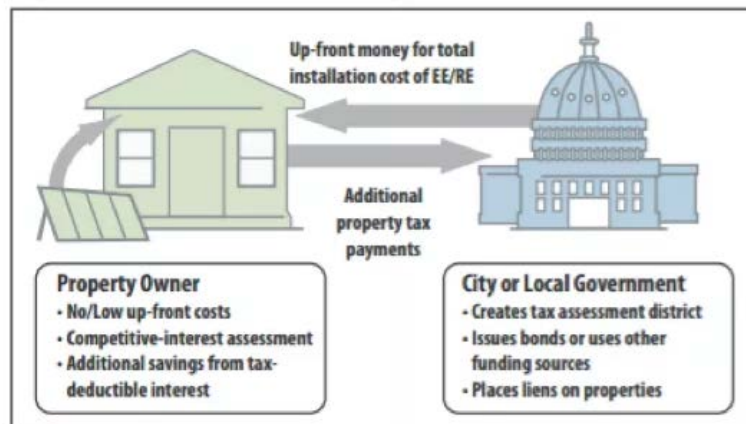 Up-front money for total
installation cost of EE/RE
Additional
property tax
payments
Property Owner
• No/Low up-front costs
• Competitive-interest assessment
• Additional savings from tax-
deductible interest
City or Local Government
• Creates tax assessment district
• Issues bonds or uses other
funding sources
• Places liens on properties